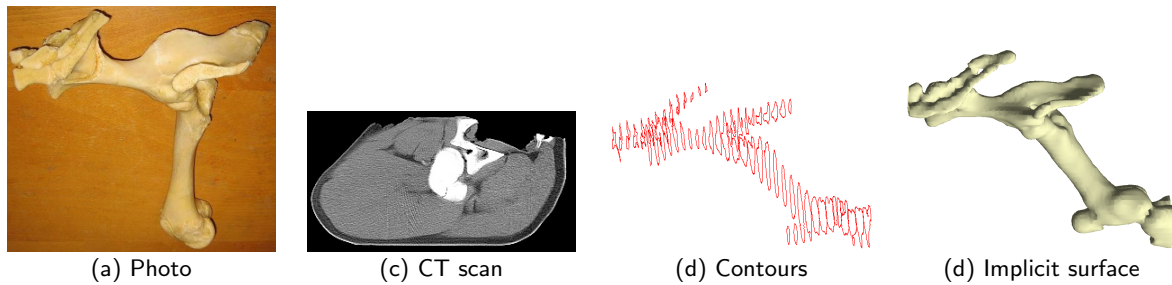 (a) Photo
(c) CT scan
(d) Contours
(d) Implicit surface